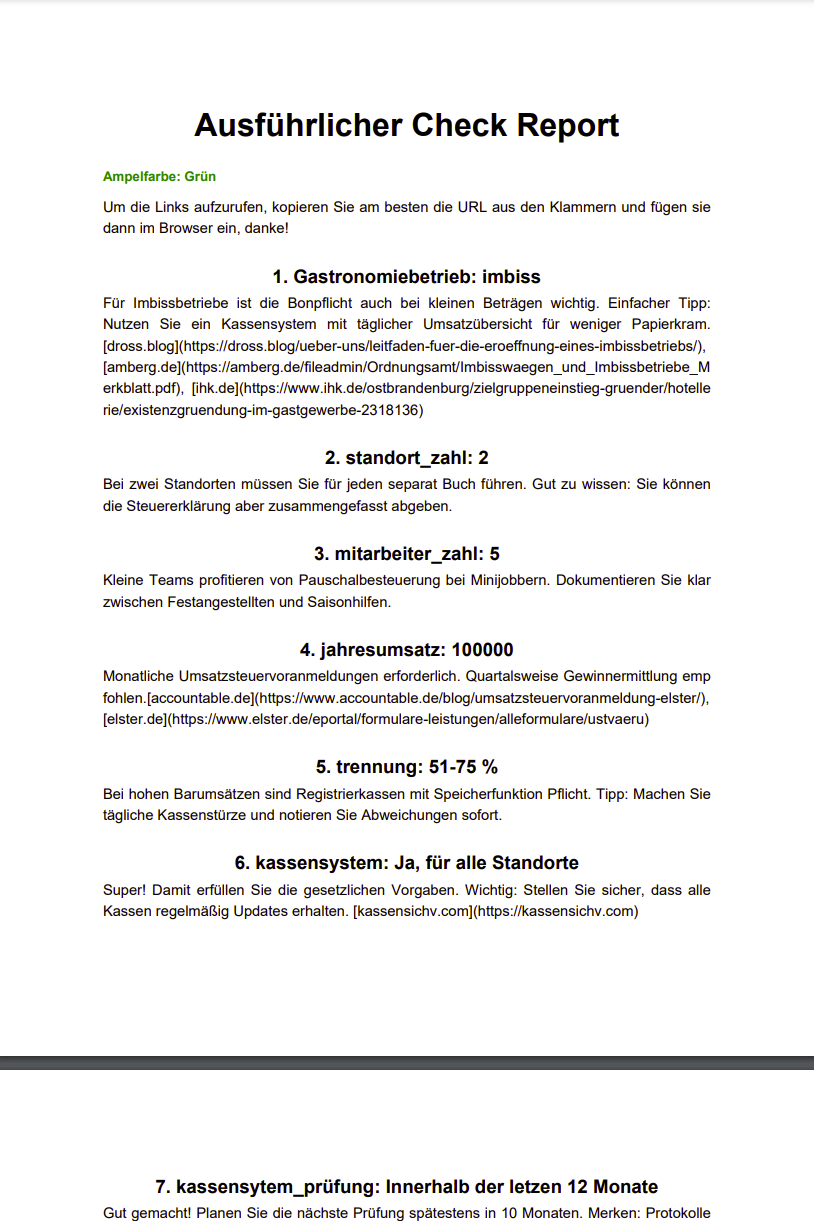 Ausführlicher Check Report
Ampelfarbe: Grün
Um die Links aufzurufen, kopieren Sie am besten die URL aus den Klammern und fügen sie
dann im Browser ein, danke!
1. Gastronomiebetrieb: imbiss
Für Imbissbetriebe ist die Bonpflicht auch bei kleinen Beträgen wichtig. Einfacher Tipp:
Nutzen Sie ein Kassensystem mit täglicher Umsatzübersicht für weniger Papierkram.
[dross.blog](https://dross.blog/ueber-uns/leitfaden-fuer-die-eroeffnung-eines-imbissbetriebs/),
[amberg.de](https://amberg.de/fileadmin/Ordnungsamt/Imbisswaegen_und_Imbissbetriebe_M
erkblatt.pdf), [ihk.de](https://www.ihk.de/ostbrandenburg/zielgruppeneinstieg-gruender/hotelle
rie/existenzgruendung-im-gastgewerbe-2318136)
2. standort_zahl: 2
Bei zwei Standorten müssen Sie für jeden separat Buch führen. Gut zu wissen: Sie können
die Steuererklärung aber zusammengefasst abgeben.
3. mitarbeiter_zahl: 5
Kleine Teams profitieren von Pauschalbesteuerung bei Minijobbern. Dokumentieren Sie klar
zwischen Festangestellten und Saisonhilfen.
4. jahresumsatz: 100000
Monatliche Umsatzsteuervoranmeldungen erforderlich. Quartalsweise Gewinnermittlung emp
fohlen.[accountable.de](https://www.accountable.de/blog/umsatzsteuervoranmeldung-elster/),
[elster.de](https://www.elster.de/eportal/formulare-leistungen/alleformulare/ustvaeru)
5. trennung: 51-75 %
Bei hohen Barumsätzen sind Registrierkassen mit Speicherfunktion Pflicht. Tipp: Machen Sie
tägliche Kassenstürze und notieren Sie Abweichungen sofort.
6. kassensystem: Ja, für alle Standorte
Super! Damit erfüllen Sie die gesetzlichen Vorgaben. Wichtig: Stellen Sie sicher, dass alle
Kassen regelmäßig Updates erhalten. [kassensichv.com](https://kassensichv.com)
7. kassensytem_prüfung: Innerhalb der letzen 12 Monate
Gut gemacht! Planen Sie die nächste Prüfung spätestens in 10 Monaten. Merken: Protokolle